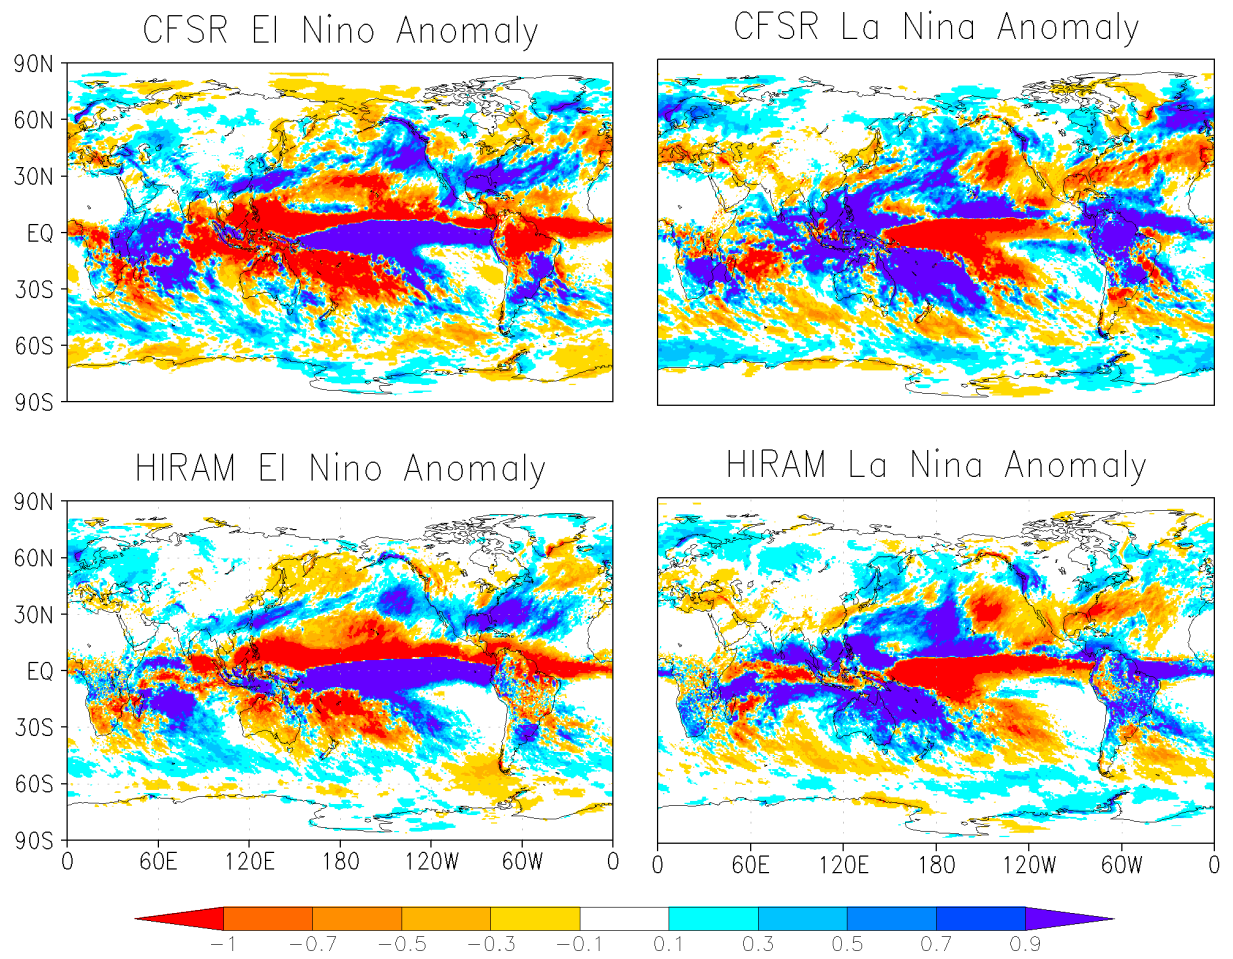 CFSR El Nino Anomaly
CFSR La Nina Anomaly
90N
60N
30N
EQ
30S
60S
90S
HIRAM El Nino Anomaly
HIRAM La Nina Anomaly
90N
60N
30N
EQ
30S
60S
90S
0 60E 120E 180 120W 60W 0
0 60E 120E 180 120W 60W 0
-1 -0.7 -0.5 -0.3 -0.1 0.1 0.3 0.5 0.7 0.9